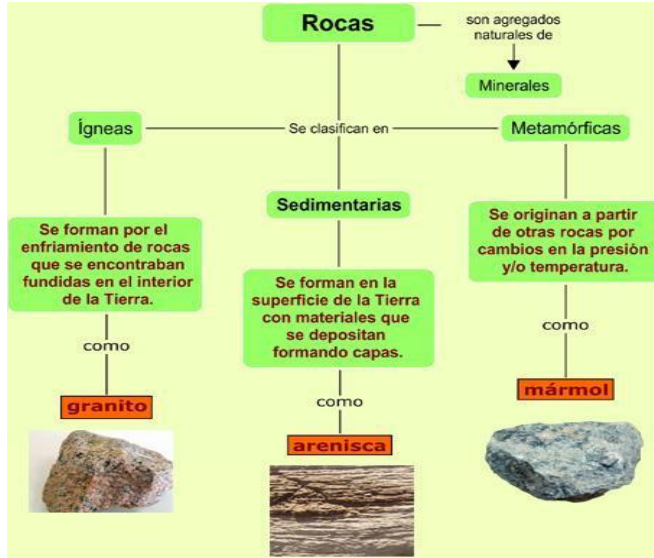 Rocas
son agregados
naturales de
Minerales
Se clasifican en
Ígneas
Se forman por el
enfriamiento de rocas
que se encontraban
fundidas en el interior
de la Tierra.
como
granito
Sedimentarias
Se forman en la
superficie de la Tierra
con materiales que
se depositan
formando capas.
como
arenisca
Metamórficas
Se originan a partir
de otras rocas por
cambios en la presión
y/o temperatura.
como
mármol